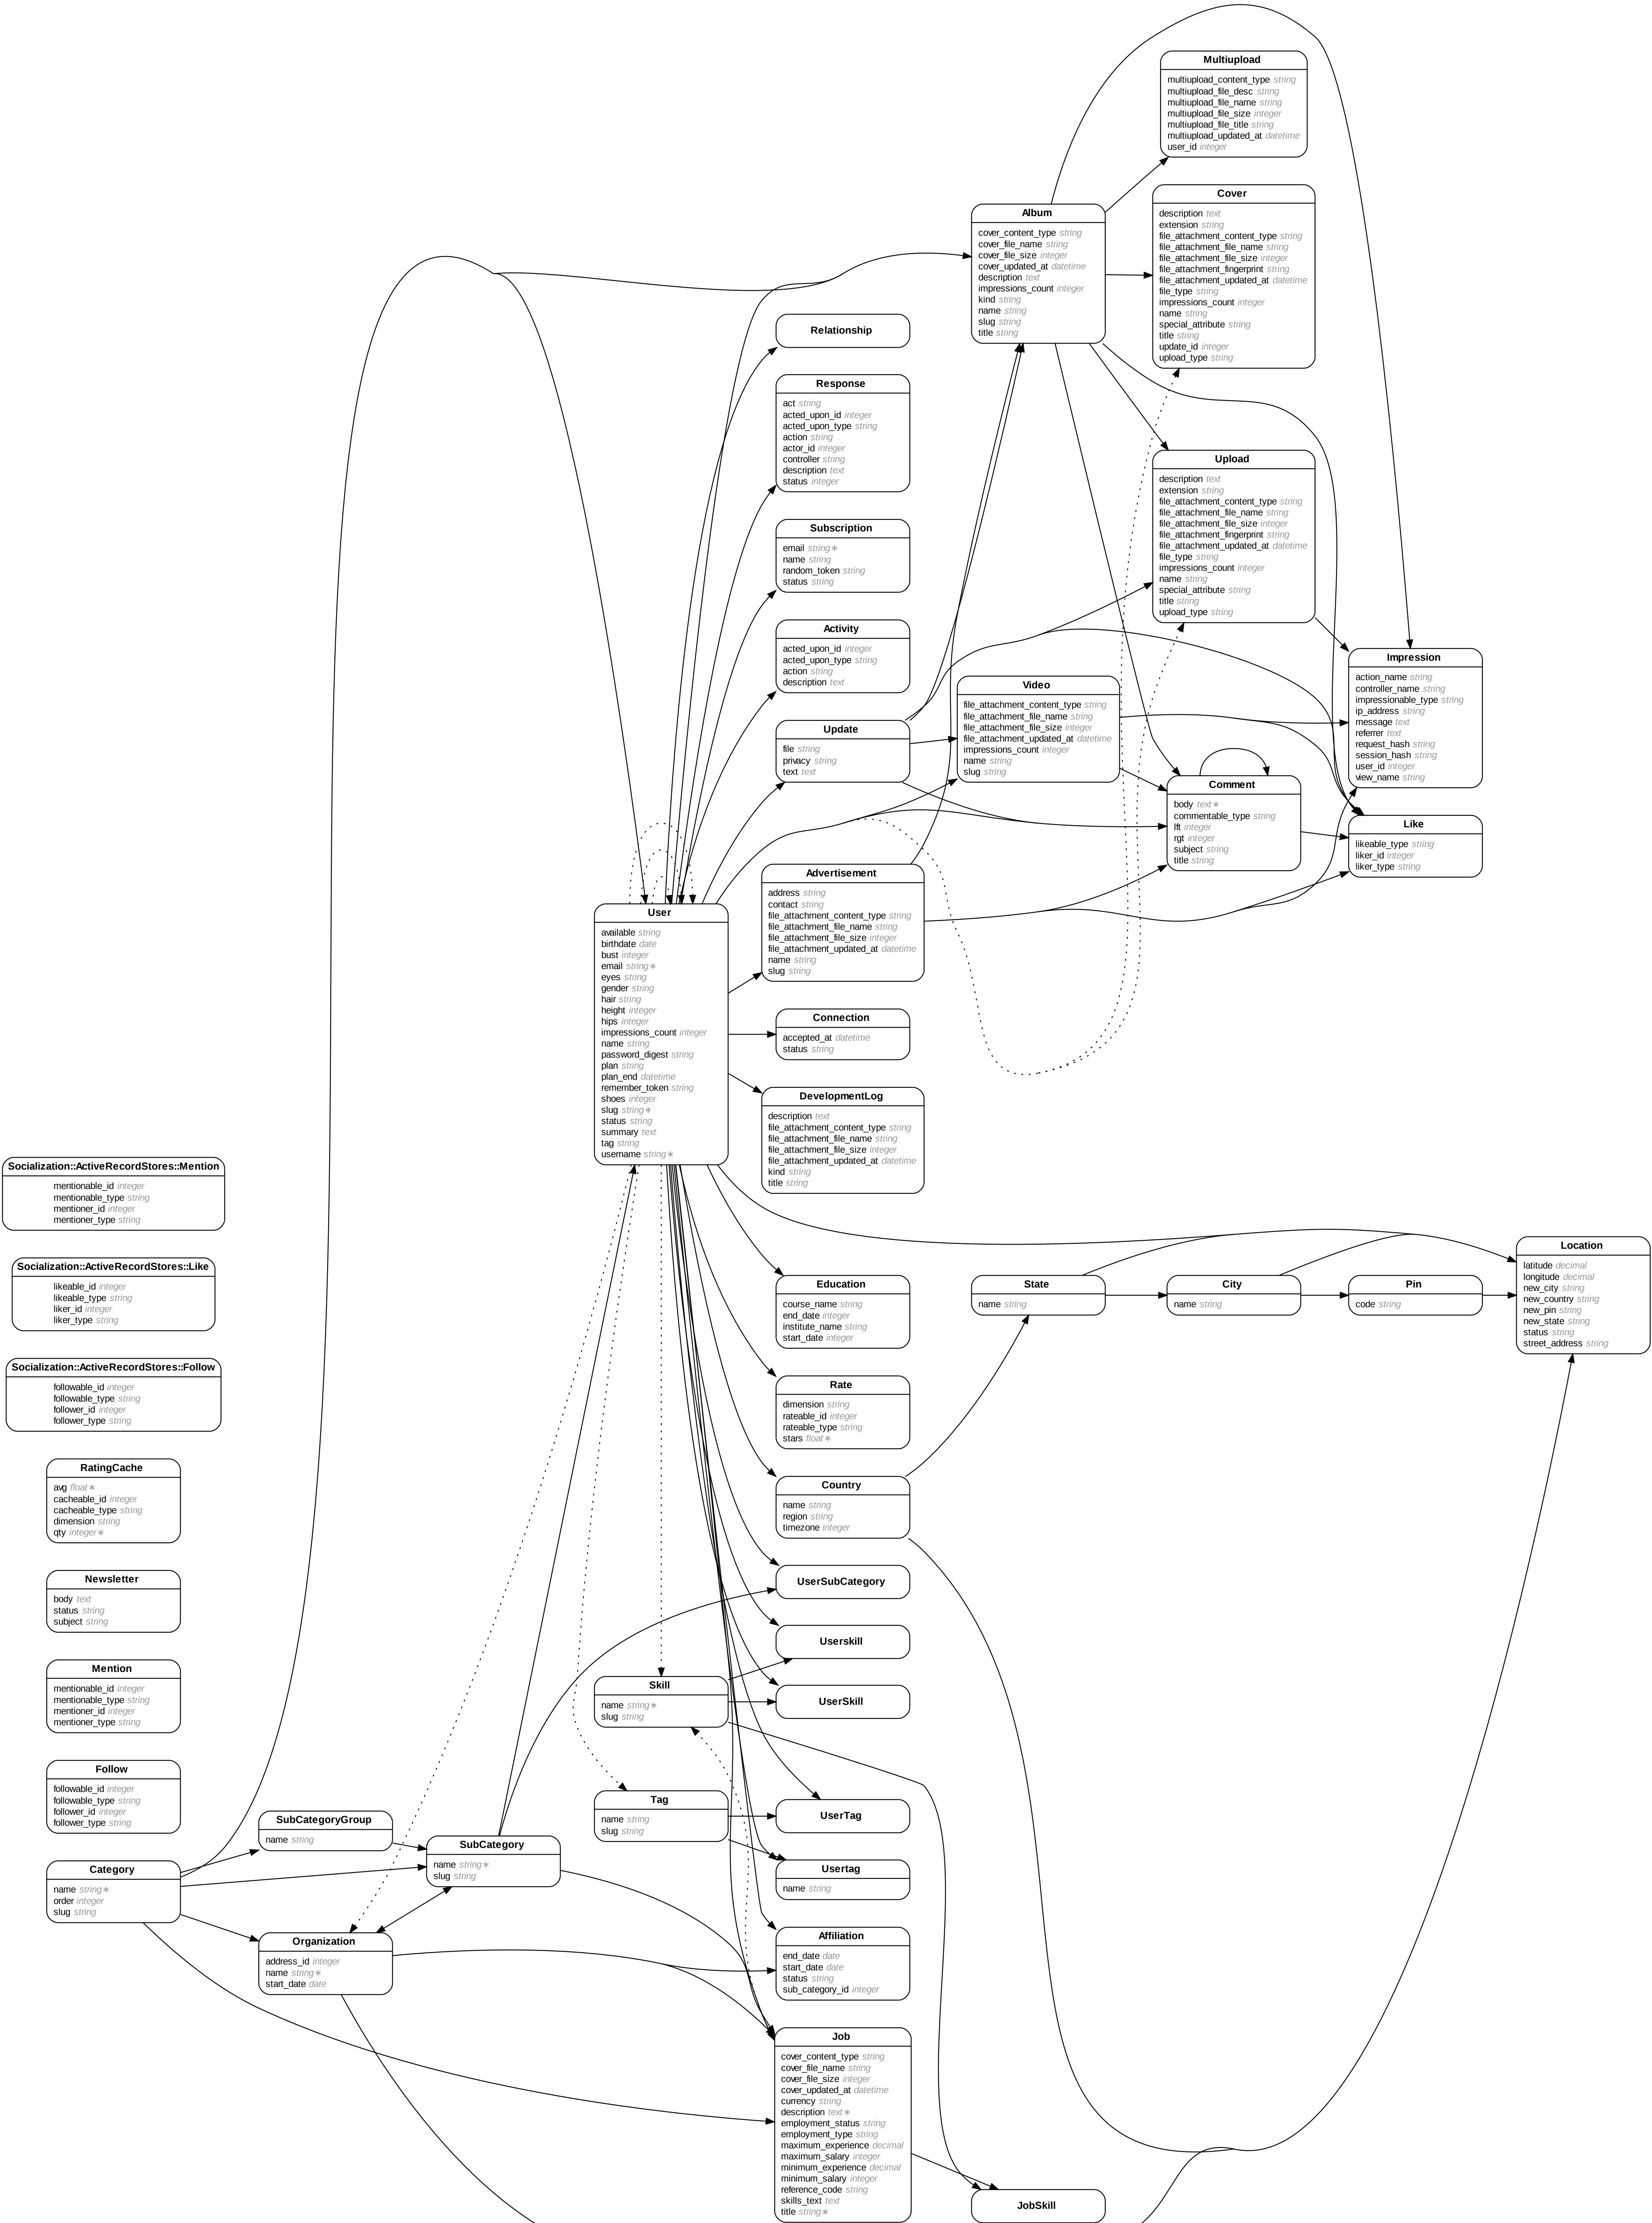 Multiupload
multiupload_content_type string
multiupload_file_desc string
multiupload_file_name string
multiupload_file_size integer
multiupload_file_title string
multiupload_updated_at datetime
user_id integer
Cover
description text
extension string
file_attachment_content_type string
file_attachment_file_name string
file_attachment_file_size integer
file_attachment_fingerprint string
file_attachment_updated_at datetime
file_type string
impressions_count integer
name string
special_attribute string
title string
update_id integer
upload_type string
Album
cover_content_type string
cover_file_name string
cover_file_size integer
cover_updated_at datetime
description text
impressions_count integer
kind string
name string
slug string
title string
Relationship
Response
act string
acted_upon_id integer
acted_upon_type string
action string
actor_id integer
controller string
description text
status integer
Upload
description text
extension string
file_attachment_content_type string
file_attachment_file_name string
file_attachment_file_size integer
file_attachment_fingerprint string
file_attachment_updated_at datetime
file_type string
impressions_count integer
name string
special_attribute string
title string
upload_type string
Subscription
email string∗
name string
random_token string
status string
Activity
acted_upon_id integer
acted_upon_type string
action string
description text
Impression
action_name string
controller_name string
impressionable_type string
ip_address string
message text
referrer text
request_hash string
session_hash string
user_id integer
view_name string
Video
file_attachment_content_type string
file_attachment_file_name string
file_attachment_file_size integer
file_attachment_updated_at datetime
impressions_count integer
name string
slug string
Update
file string
privacy string
text text
Comment
body text∗
commentable_type string
lft integer
rgt integer
subject string
title string
Like
likeable_type string
liker_id integer
liker_type string
Advertisement
address string
contact string
file_attachment_content_type string
file_attachment_file_name string
file_attachment_file_size integer
file_attachment_updated_at datetime
name string
slug string
User
available string
birthdate date
bust integer
email string∗
eyes string
gender string
hair string
height integer
hips integer
impressions_count integer
name string
password_digest string
plan string
plan_end datetime
remember_token string
shoes integer
slug string∗
status string
summary text
tag string
username string∗
Connection
accepted_at datetime
status string
DevelopmentLog
description text
file_attachment_content_type string
file_attachment_file_name string
file_attachment_file_size integer
file_attachment_updated_at datetime
kind string
title string
Socialization::ActiveRecordStores::Mention
mentionable_id integer
mentionable_type string
mentioner_id integer
mentioner_type string
Socialization::ActiveRecordStores::Like
likeable_id integer
likeable_type string
liker_id integer
liker_type string
Socialization::ActiveRecordStores::Follow
followable_id integer
followable_type string
follower_id integer
follower_type string
Education
course_name string
end_date integer
institute_name string
start_date integer
State
name string
City
name string
Pin
code string
Location
latitude decimal
longitude decimal
new_city string
new_country string
new_pin string
new_state string
status string
street_address string
Rate
dimension string
rateable_id integer
rateable_type string
stars float∗
RatingCache
avg float∗
cacheable_id integer
cacheable_type string
dimension string
qty integer∗
Country
name string
region string
timezone integer
Newsletter
body text
status string
subject string
UserSubCategory
Userskill
UserSkill
Mention
mentionable_id integer
mentionable_type string
mentioner_id integer
mentioner_type string
Skill
name string∗
slug string
Follow
followable_id integer
followable_type string
follower_id integer
follower_type string
Tag
name string
slug string
UserTag
SubCategoryGroup
name string
SubCategory
name string∗
slug string
Category
name string∗
order integer
slug string
Usertag
name string
Organization
address_id integer
name string∗
start_date date
Affiliation
end_date date
start_date date
status string
sub_category_id integer
Job
cover_content_type string
cover_file_name string
cover_file_size integer
cover_updated_at datetime
currency string
description text∗
employment_status string
employment_type string
maximum_experience decimal
maximum_salary integer
minimum_experience decimal
minimum_salary integer
reference_code string
skills_text text
title string∗
JobSkill